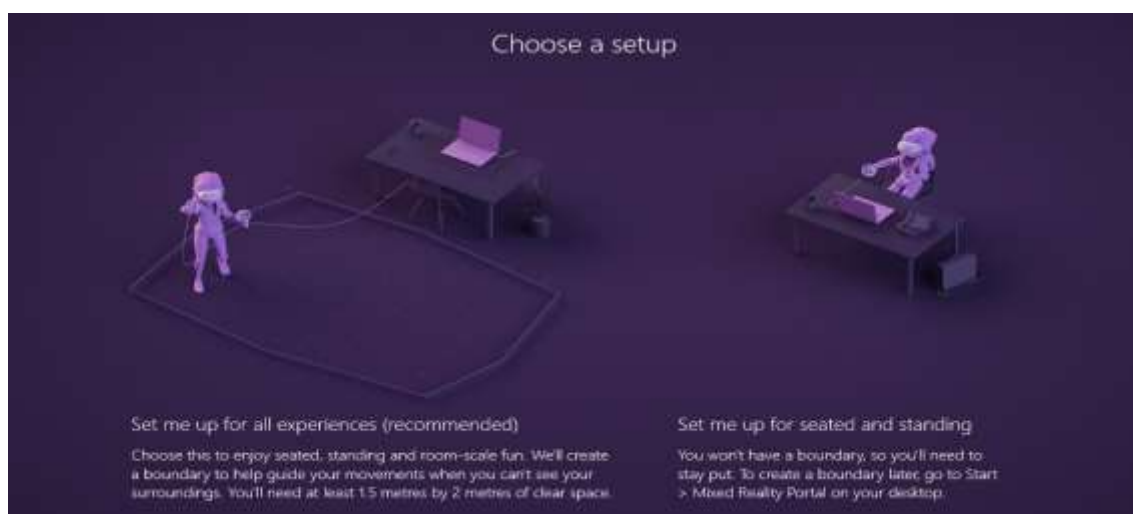 Choose a setup
Set me up for all experiences (recommended)
Choose this to enjoy seated, standing and room-scale fun. We'll create
a boundary to help guide your movements when you can't see your
surroundings. You'll need at least 1.5 metres by 2 metres of clear space.
Set me up for seated and standing
You won't have a boundary, so you'll need to
stay put. To create a boundary later, go to Start
> Mixed Reality Portal on your desktop.